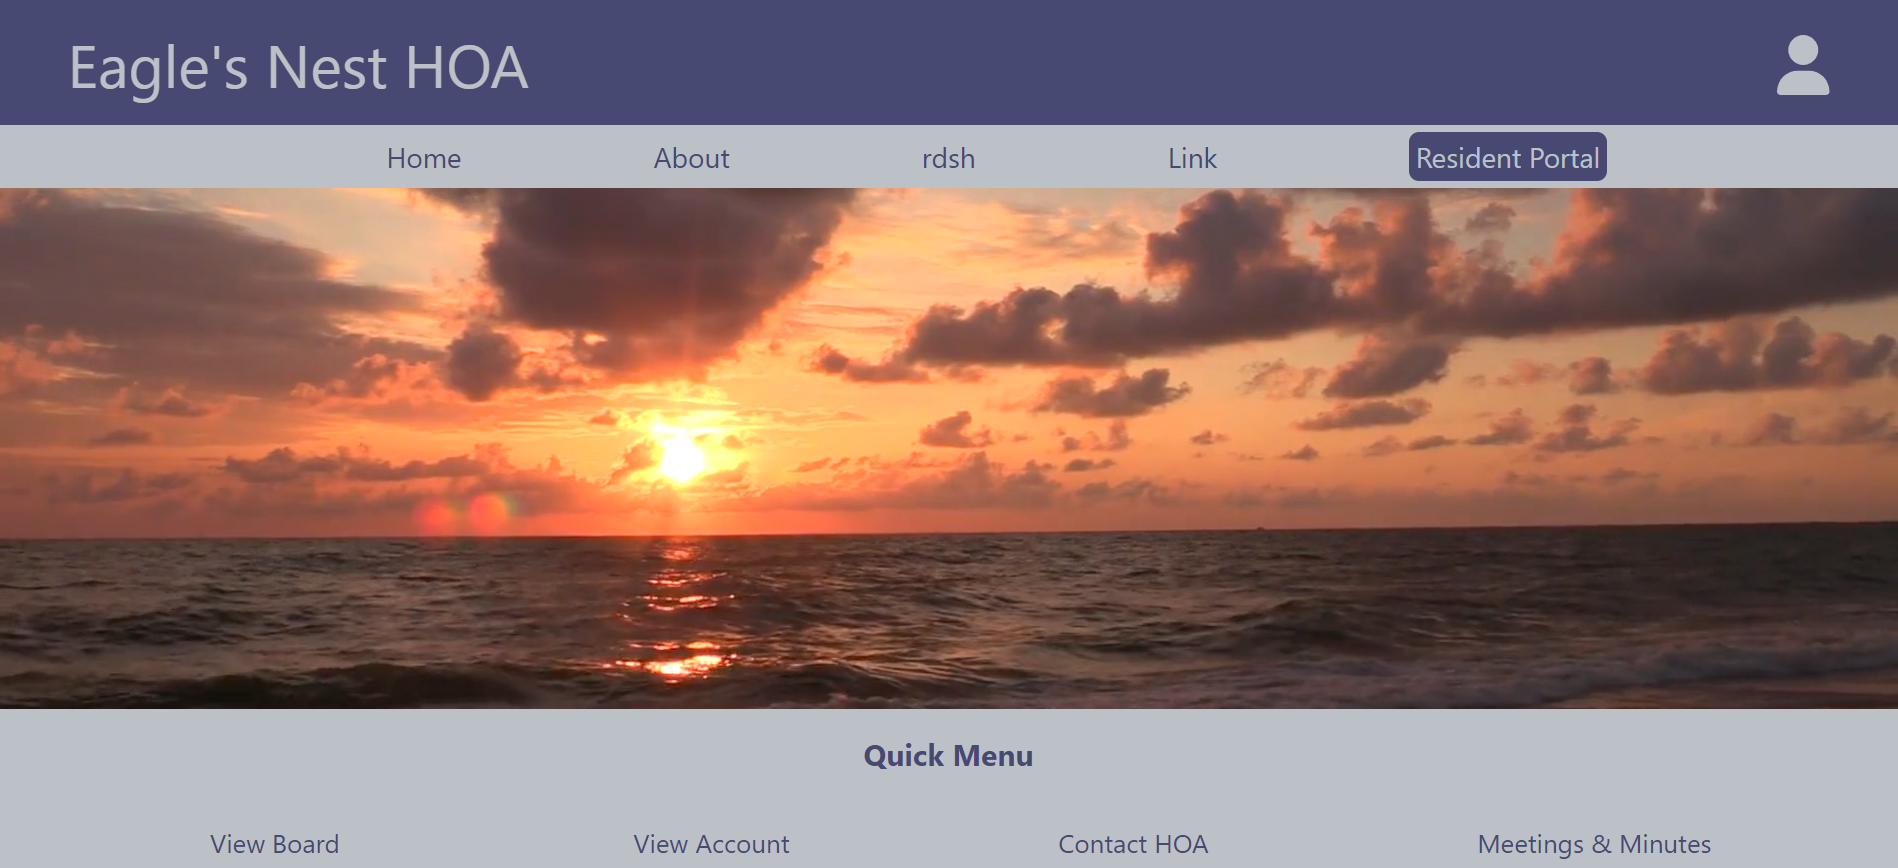 Eagle's Nest HOA
Home About rdsh Link Resident Portal
Quick Menu
View Board View Account Contact HOA Meetings & Minutes